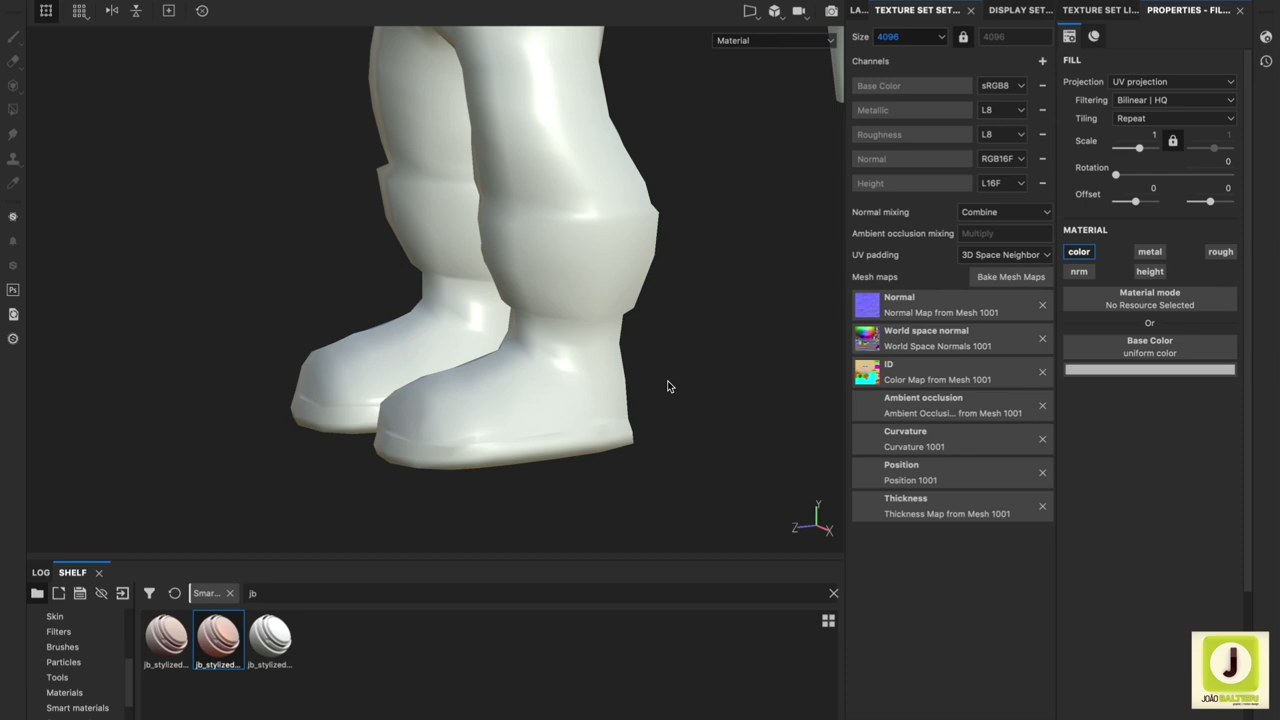 LA...
TEXTURE SET SET...
DISPLAY SET...
TEXTURE SET LI...
PROPERTIES - FIL...
Material
Size
4096
4096
Channels
Base Color
sRGB8
Metallic
L8
Roughness
L8
Normal
RGB16F
Height
L16F
Normal mixing
Combine
Ambient occlusion mixing
Multiply
UV padding
3D Space Neighbor
Mesh maps
Bake Mesh Maps
Normal
Normal Map from Mesh 1001
World space normal
World Space Normals 1001
ID
Color Map from Mesh 1001
Ambient occlusion
Ambient Occlusi... from Mesh 1001
Curvature
Curvature 1001
Position
Position 1001
Thickness
Thickness Map from Mesh 1001
FILL
Projection
UV projection
Filtering
Bilinear | HQ
Tiling
Repeat
Scale
1
1
Rotation
0
Offset
0
0
MATERIAL
color
metal
rough
nrm
height
Material mode
No Resource Selected
Or
Base Color
uniform color
Y
Z
X
Ps
LOG
SHELF
Smar...
jb
Skin
Filters
Brushes
Particles
Tools
Materials
Smart materials
jb_stylized...
jb_stylized...
jb_stylized...
J
JOÃO BALTIERI